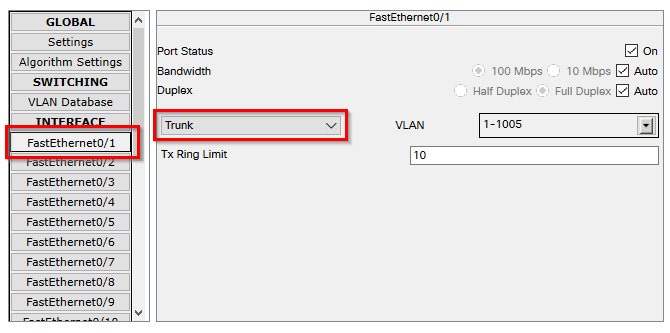 GLOBAL
Settings
Algorithm Settings
SWITCHING
VLAN Database
INTERFACE
FastEthernet0/1
FastEthernet0/2
FastEthernet0/3
FastEthernet0/4
FastEthernet0/5
FastEthernet0/6
FastEthernet0/7
FastEthernet0/8
FastEthernet0/9
FastEthernet0/10
FastEthernet0/1
Port Status On
Bandwidth 100 Mbps 10 Mbps Auto
Duplex Half Duplex Full Duplex Auto
Trunk VLAN 1-1005
Tx Ring Limit 10